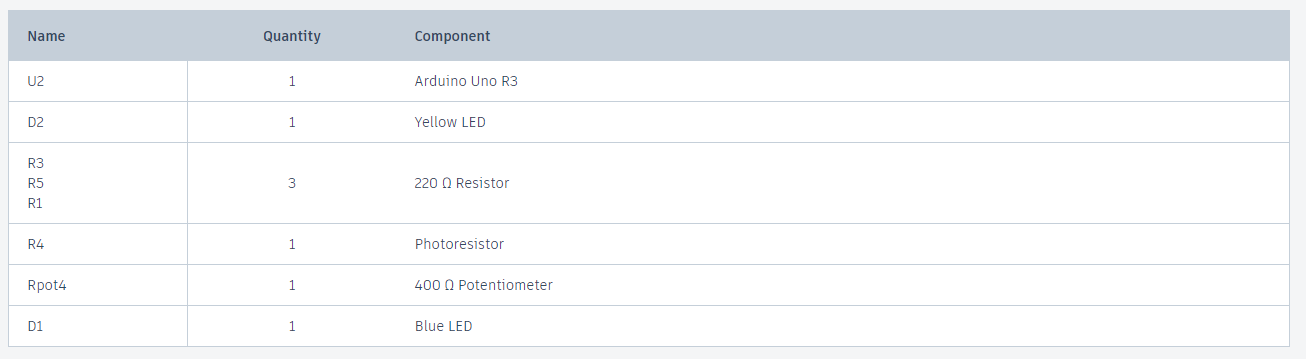 Name Quantity Component
U2 1 Arduino Uno R3
D2 1 Yellow LED
R3
R5 3 220 Ω Resistor
R1
R4 1 Photoresistor
Rpot4 1 400 Ω Potentiometer
D1 1 Blue LED